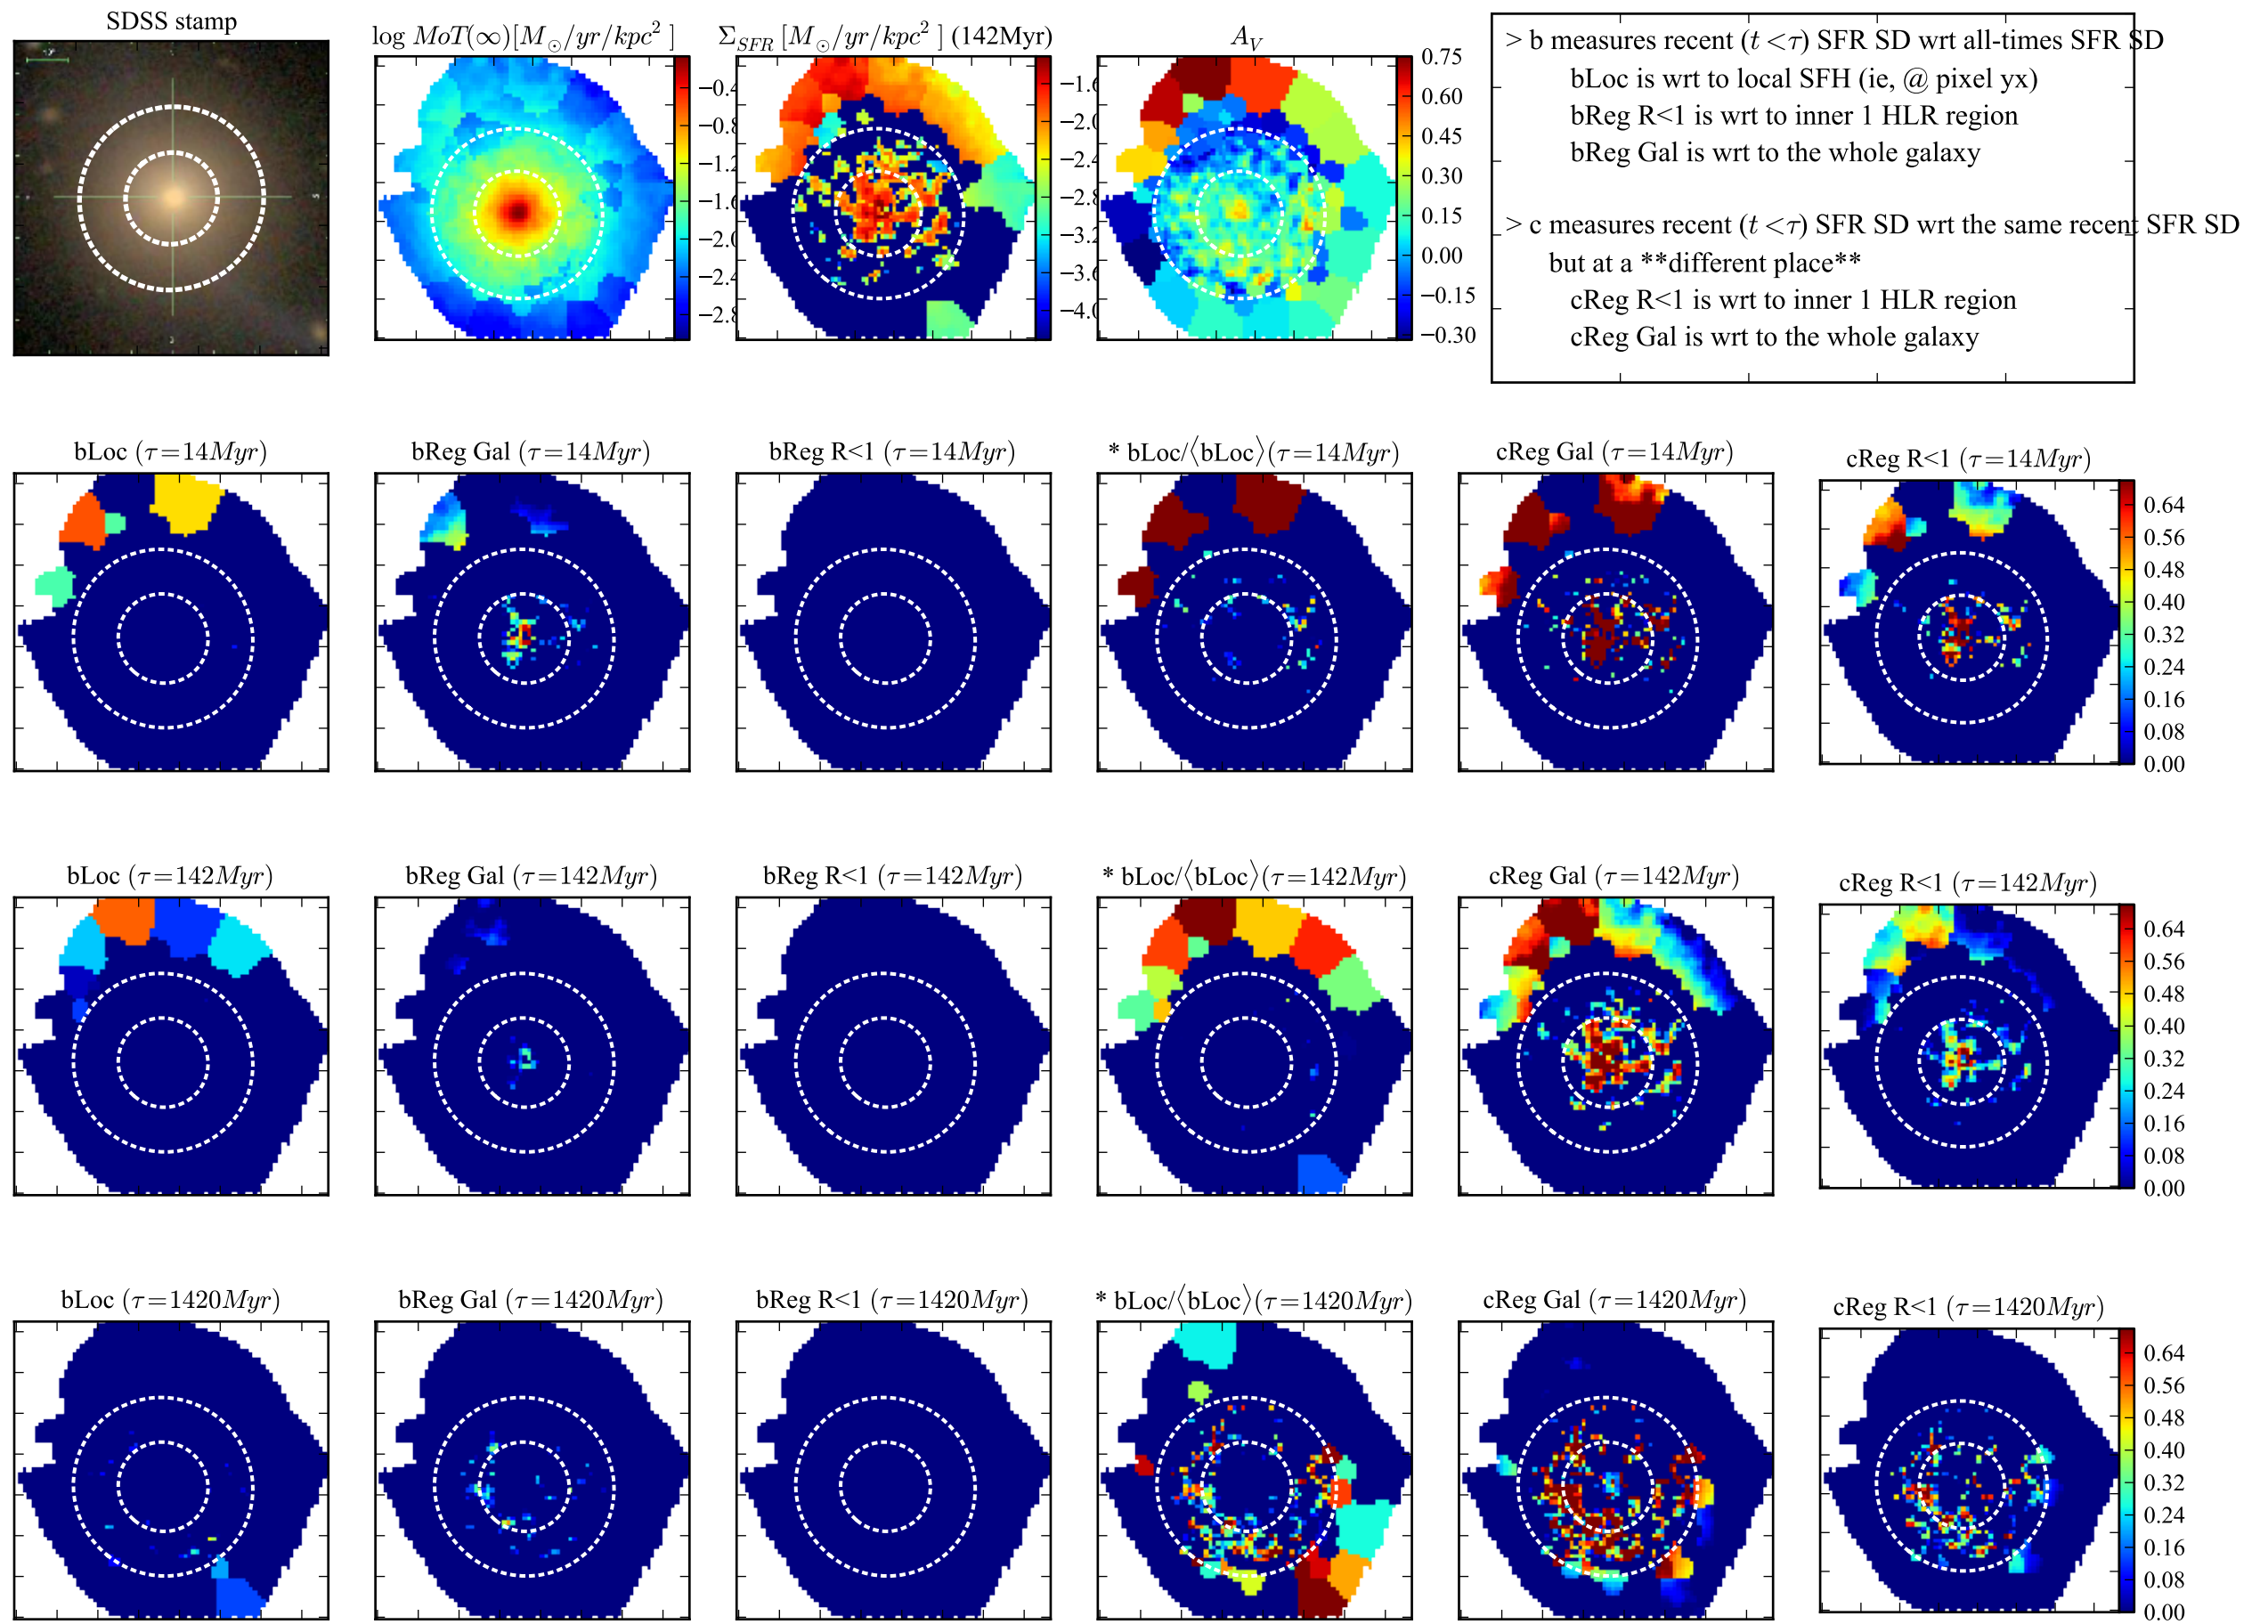 SDSS stamp
log MoT(∞)[M⊙/yr/kpc² ]
Σ_SFR [M⊙/yr/kpc² ] (142Myr)
A_V
−0.4
−0.8
−1.2
−1.6
−2.0
−2.4
−2.8
−1.6
−2.0
−2.4
−2.8
−3.2
−3.6
−4.0
0.75
0.60
0.45
0.30
0.15
0.00
−0.15
−0.30
> b measures recent (t <τ) SFR SD wrt all-times SFR SD
bLoc is wrt to local SFH (ie, @ pixel yx)
bReg R<1 is wrt to inner 1 HLR region
bReg Gal is wrt to the whole galaxy
> c measures recent (t <τ) SFR SD wrt the same recent SFR SD
but at a **different place**
cReg R<1 is wrt to inner 1 HLR region
cReg Gal is wrt to the whole galaxy
bLoc (τ=14Myr)
bReg Gal (τ=14Myr)
bReg R<1 (τ=14Myr)
* bLoc/⟨bLoc⟩(τ=14Myr)
cReg Gal (τ=14Myr)
cReg R<1 (τ=14Myr)
0.64
0.56
0.48
0.40
0.32
0.24
0.16
0.08
0.00
bLoc (τ=142Myr)
bReg Gal (τ=142Myr)
bReg R<1 (τ=142Myr)
* bLoc/⟨bLoc⟩(τ=142Myr)
cReg Gal (τ=142Myr)
cReg R<1 (τ=142Myr)
0.64
0.56
0.48
0.40
0.32
0.24
0.16
0.08
0.00
bLoc (τ=1420Myr)
bReg Gal (τ=1420Myr)
bReg R<1 (τ=1420Myr)
* bLoc/⟨bLoc⟩(τ=1420Myr)
cReg Gal (τ=1420Myr)
cReg R<1 (τ=1420Myr)
0.64
0.56
0.48
0.40
0.32
0.24
0.16
0.08
0.00